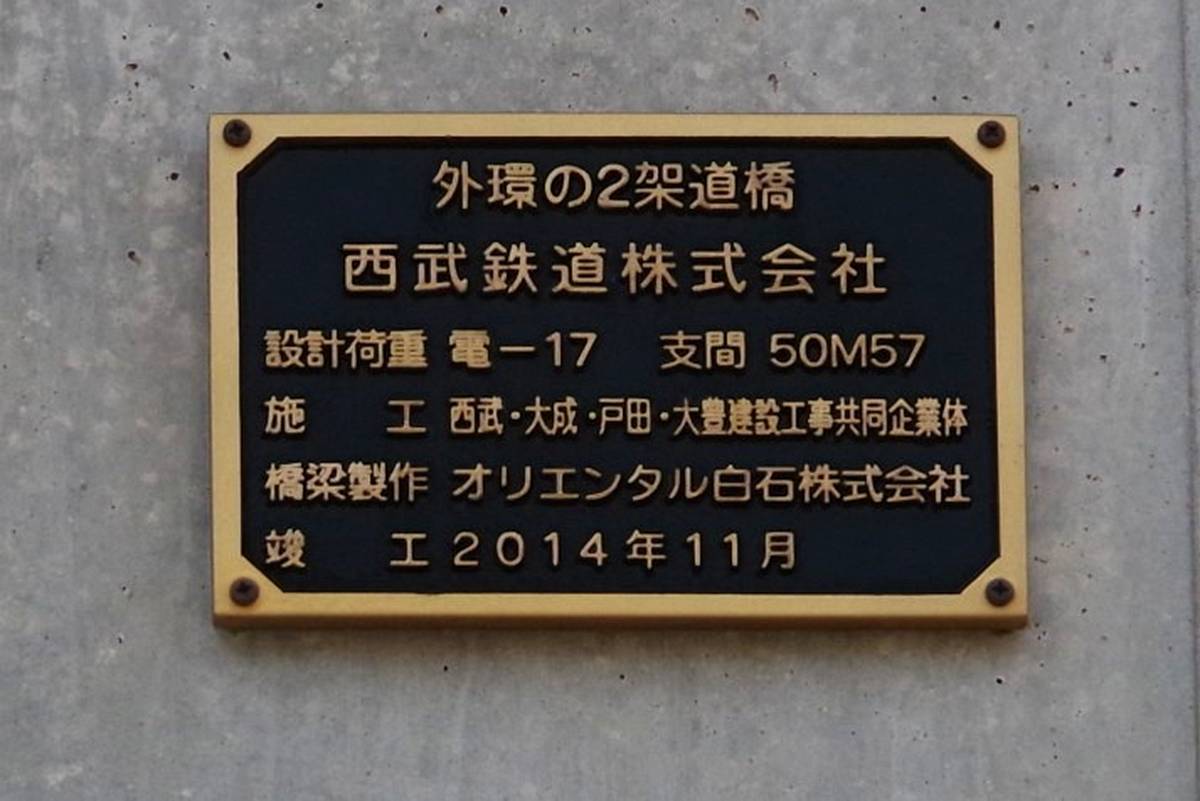 外環の2架道橋
西武鉄道株式会社
設計荷重 電－17 支間 50M57
施工 西武・大成・戸田・大豊建設工事共同企業体
橋梁製作 オリエンタル白石株式会社
竣工 2014年11月